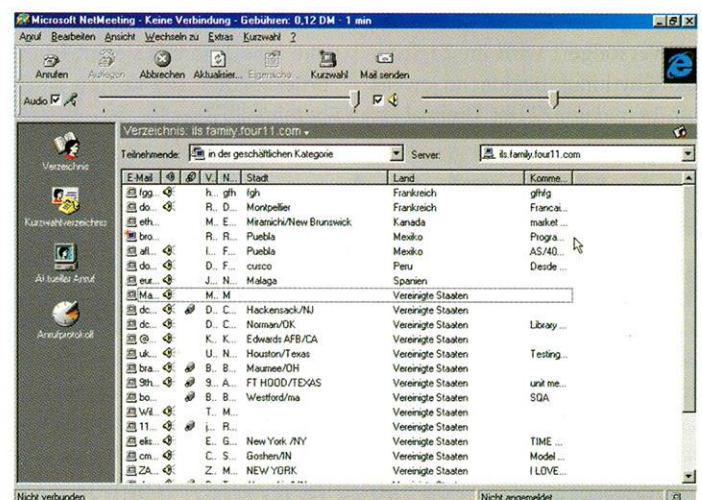 Microsoft NetMeeting - Keine Verbindung - Gebühren: 0,12 DM - 1 min
Anruf Bearbeiten Ansicht Wechseln zu Extras Kurzwahl ?
Anrufen Auflegen Abbrechen Aktualisier... Eigenscha... Kurzwahl Mail senden
Audio
Verzeichnis: ils.family.four11.com
Teilnehmende: in der geschäftlichen Kategorie Server: ils.family.four11.com
Verzeichnis
Kurzwahlverzeichnis
Aktueller Anruf
Anrufprotokoll
E-Mail V.. N... Stadt Land Komme...
fgg... h... gfh fgh Frankreich gfhfg
do... R.. D... Montpellier Frankreich Francai...
eth... M.. E... Miramichi/New Brunswick Kanada market ...
bro... R.. R... Puebla Mexiko Progra...
afl... I... F... Puebla Mexiko AS/40...
do... D.. F... cusco Peru Desde ...
eur... J... N... Malaga Spanien
Ma... M.. M Vereinigte Staaten
dc... D.. C... Hackensack/NJ Vereinigte Staaten
dc... D.. C... Norman/OK Vereinigte Staaten Library ...
@... K.. K... Edwards AFB/CA Vereinigte Staaten
uk... U.. N... Houston/Texas Vereinigte Staaten Testing...
bra... B.. B... Maumee/OH Vereinigte Staaten
9th... 9... A... FT HOOD/TEXAS Vereinigte Staaten unit me...
bo... B.. B... Westford/ma Vereinigte Staaten SQA
Wil... T.. M... Vereinigte Staaten
11... j... R... Vereinigte Staaten
elis... E.. G... New York /NY Vereinigte Staaten TIME ...
cm... C.. S... Goshen/IN Vereinigte Staaten Model ...
ZA... Z.. M... NEW YORK Vereinigte Staaten I LOVE...
Nicht verbunden Nicht angemeldet